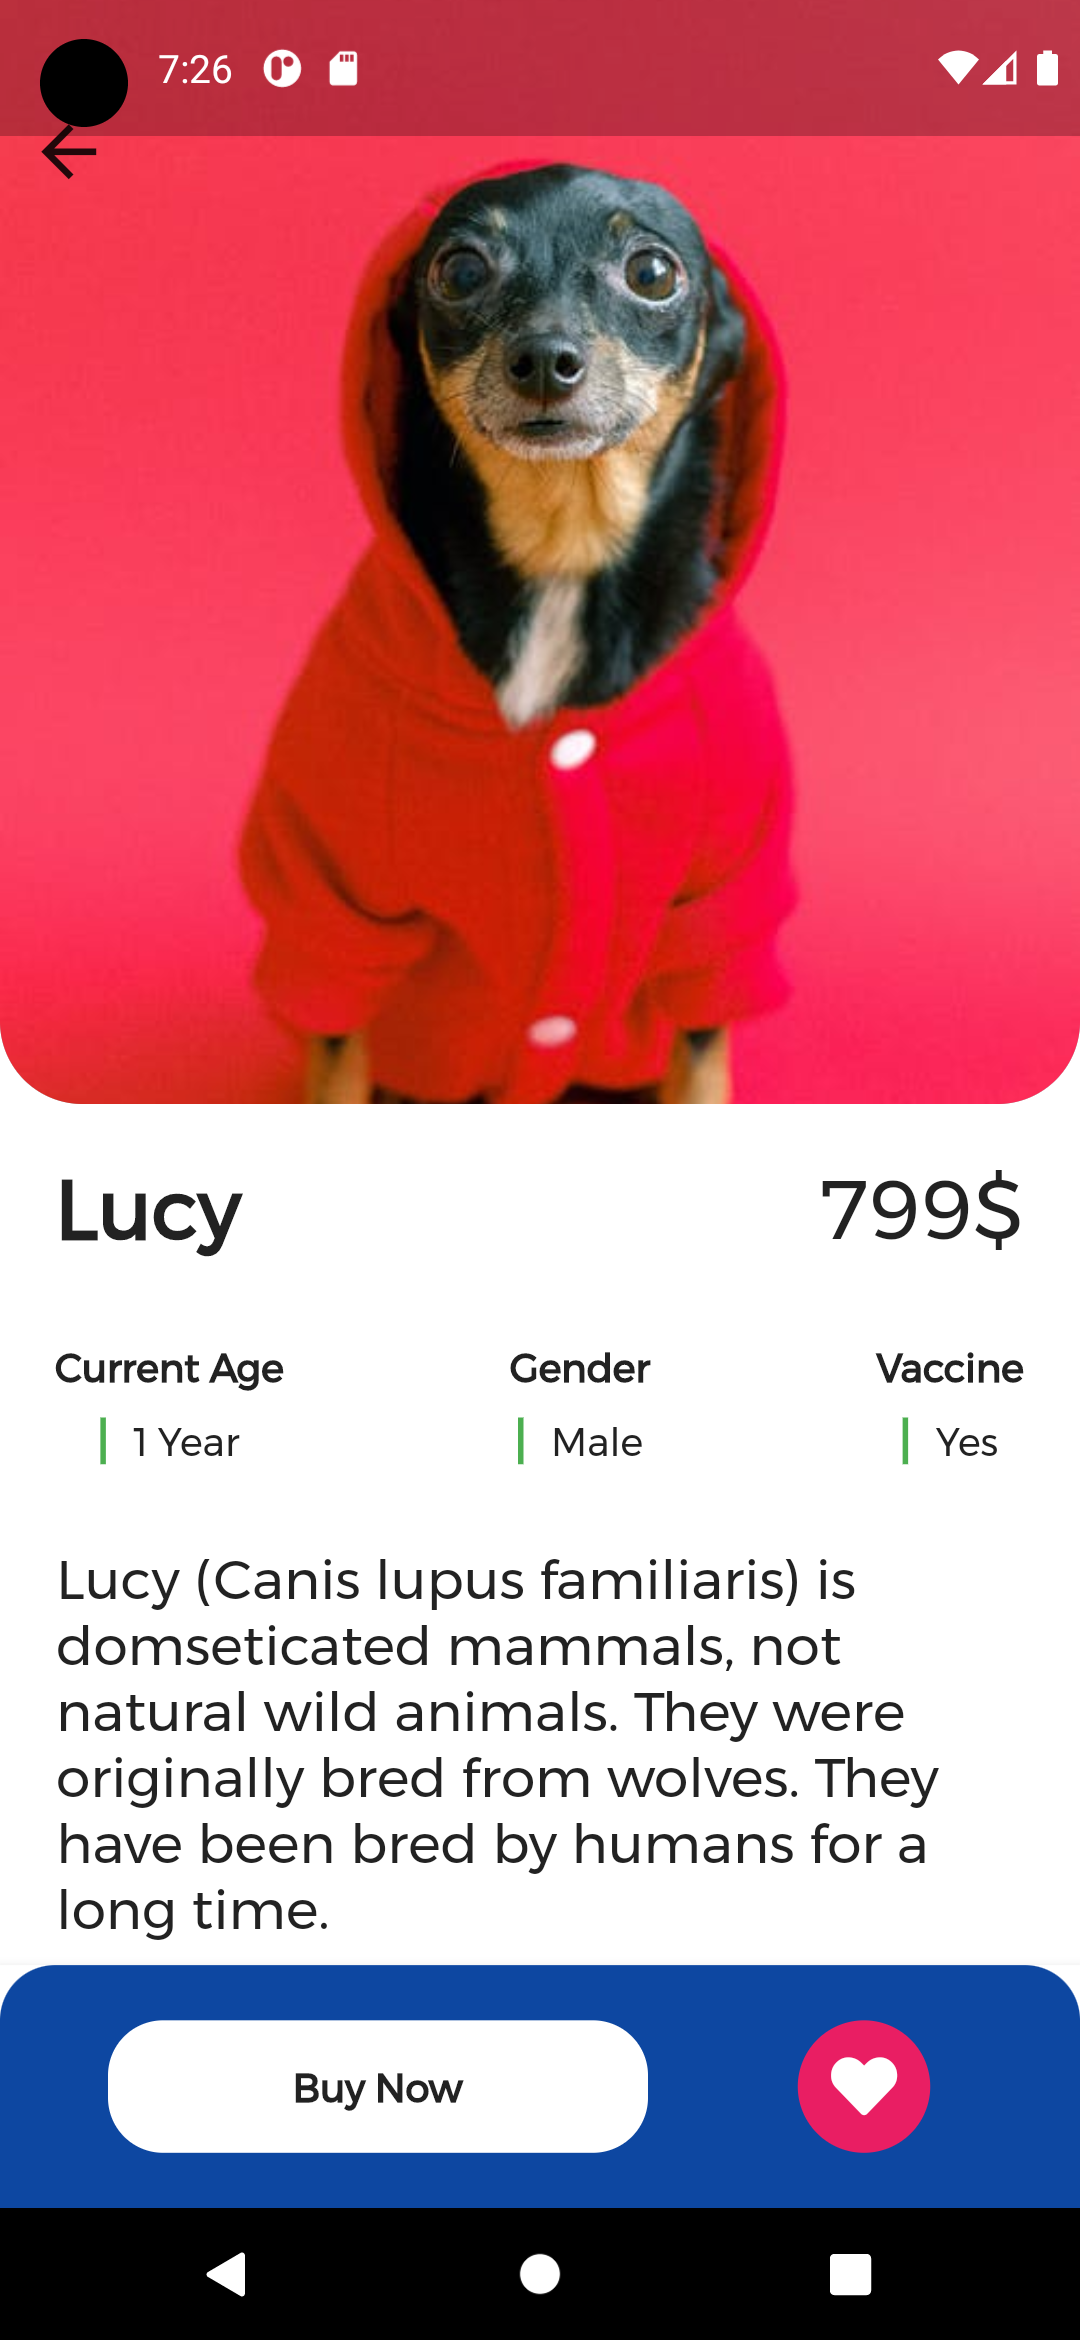 7:26
Lucy
799$
Current Age
Gender
Vaccine
1 Year
Male
Yes
Lucy (Canis lupus familiaris) is
domseticated mammals, not
natural wild animals. They were
originally bred from wolves. They
have been bred by humans for a
long time.
Buy Now